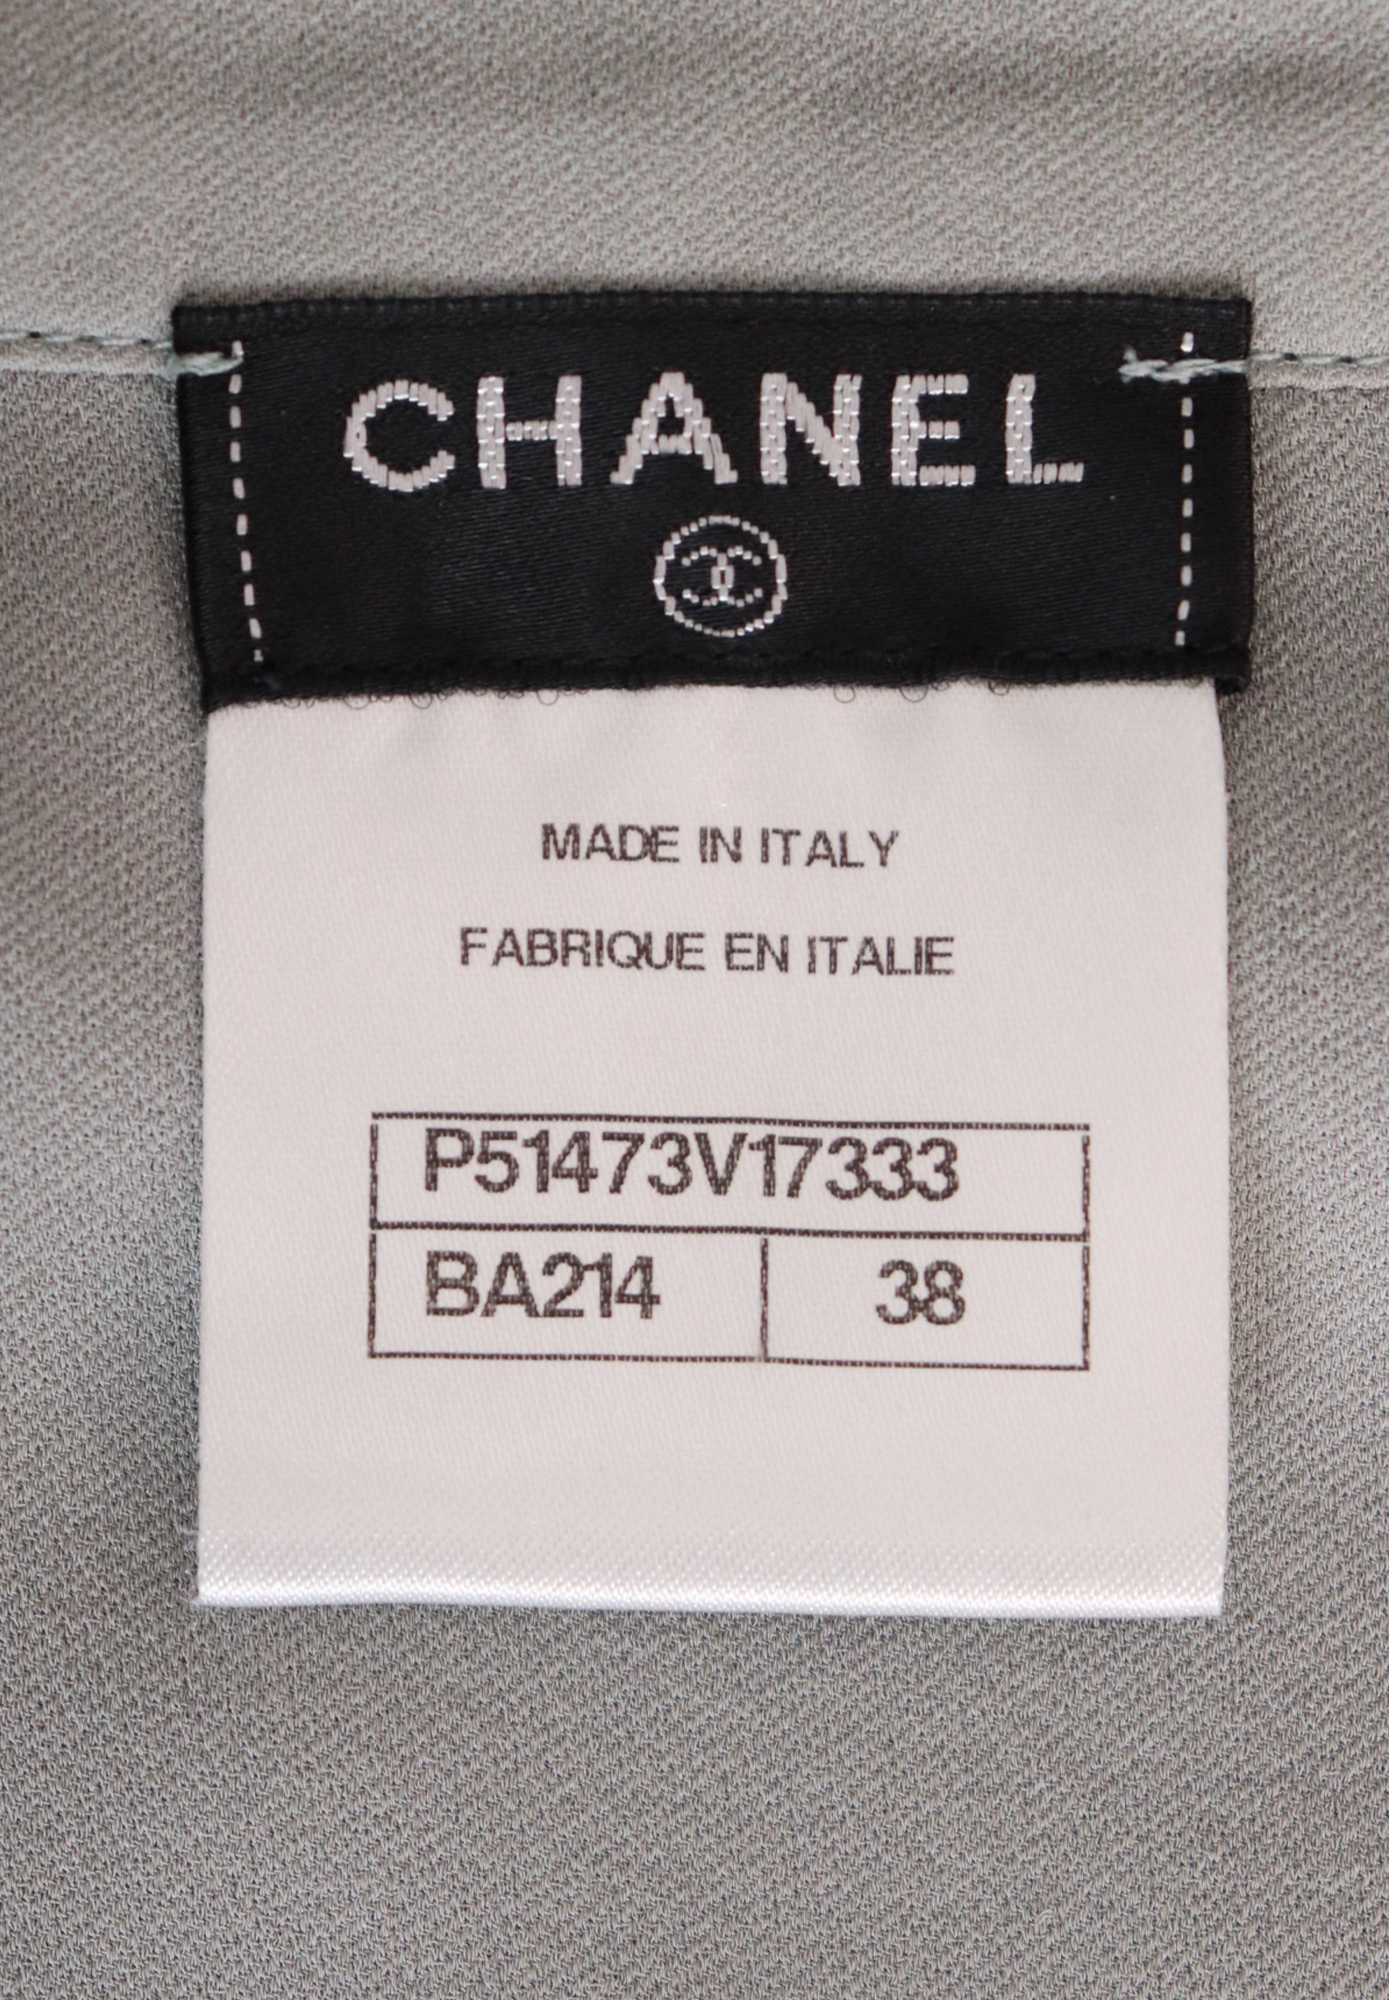 CHANEL
MADE IN ITALY
FABRIQUE EN ITALIE
P51473V17333
BA214 38